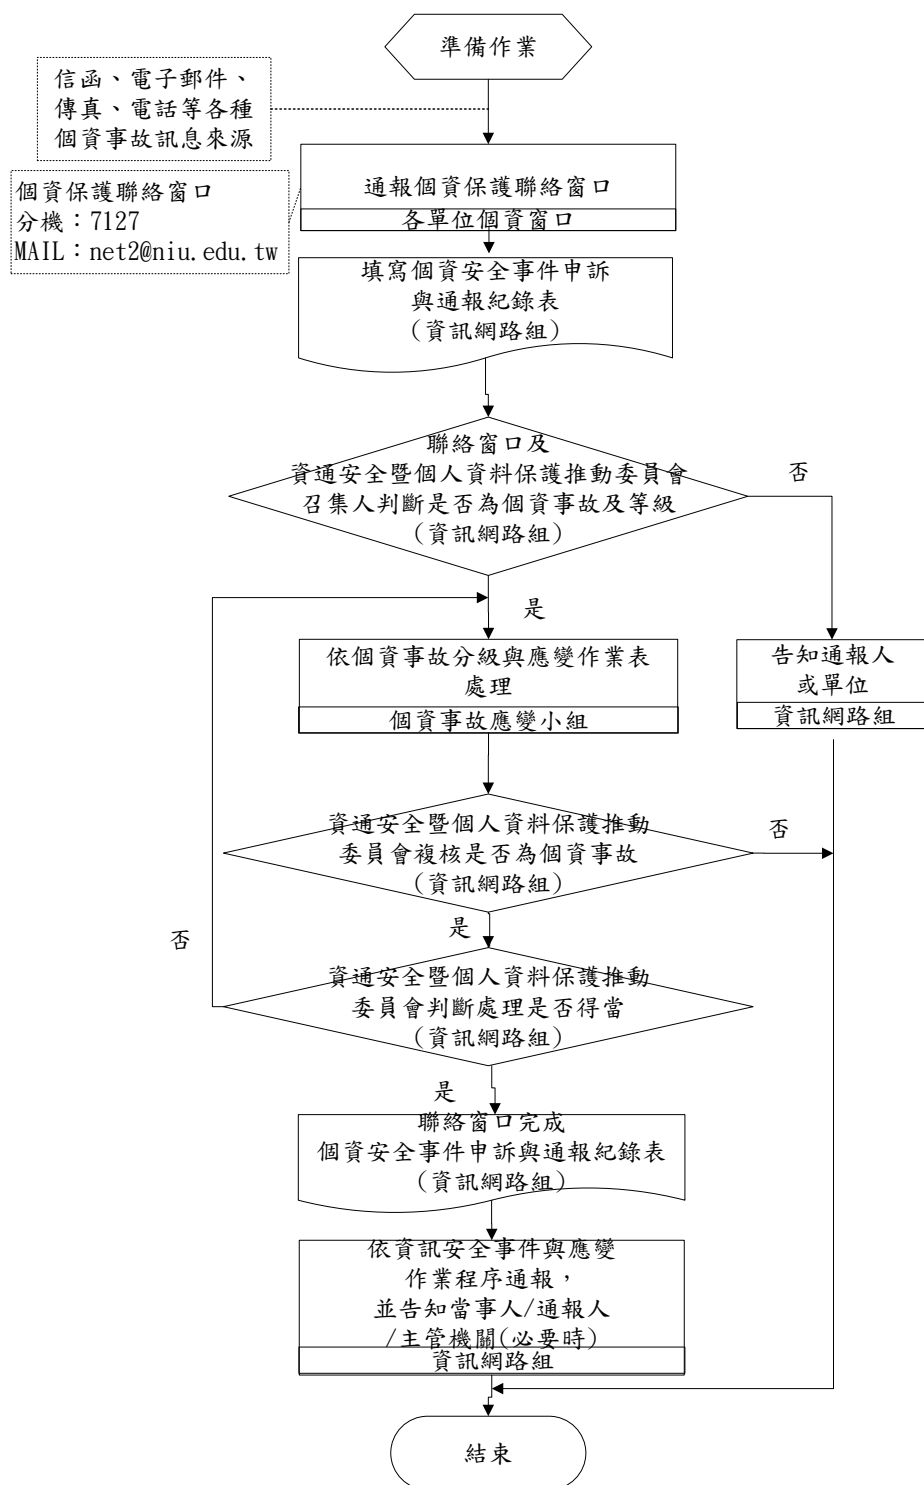 準備作業
信函、電子郵件、
傳真、電話等各種
個資事故訊息來源
通報個資保護聯絡窗口
各單位個資窗口
個資保護聯絡窗口
分機：7127
MAIL：net2@niu.edu.tw
填寫個資安全事件申訴
與通報紀錄表
(資訊網路組)
聯絡窗口及
資通安全暨個人資料保護推動委員會
召集人判斷是否為個資事故及等級
(資訊網路組)
否
是
依個資事故分級與應變作業表
處理
個資事故應變小組
告知通報人
或單位
資訊網路組
資通安全暨個人資料保護推動
委員會複核是否為個資事故
(資訊網路組)
否
是
否
資通安全暨個人資料保護推動
委員會判斷處理是否得當
(資訊網路組)
是
聯絡窗口完成
個資安全事件申訴與通報紀錄表
(資訊網路組)
依資訊安全事件與應變
作業程序通報，
並告知當事人/通報人
/主管機關(必要時)
資訊網路組
結束